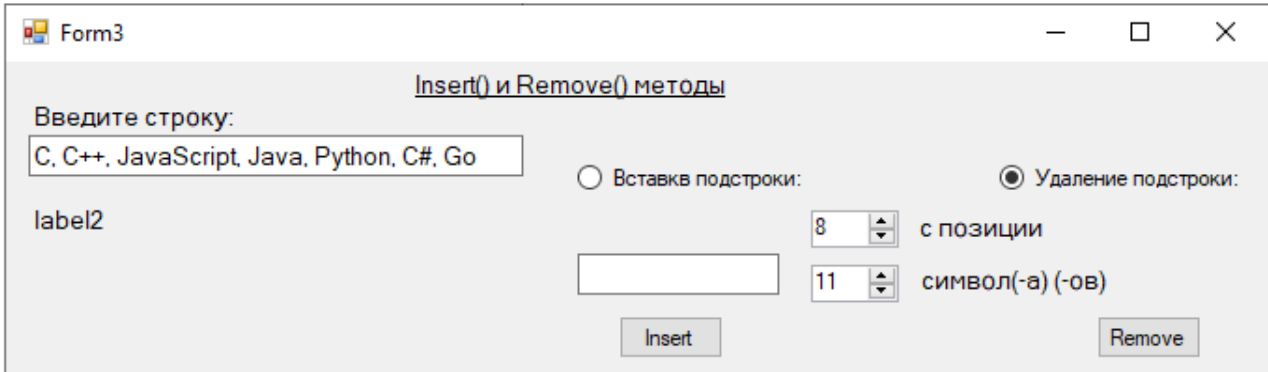 Form3
Insert() и Remove() методы
Введите строку:
C, C++, JavaScript, Java, Python, C#, Go
Вставкв подстроки:
Удаление подстроки:
label2
8
с позиции
11
символ(-а) (-ов)
Insert
Remove